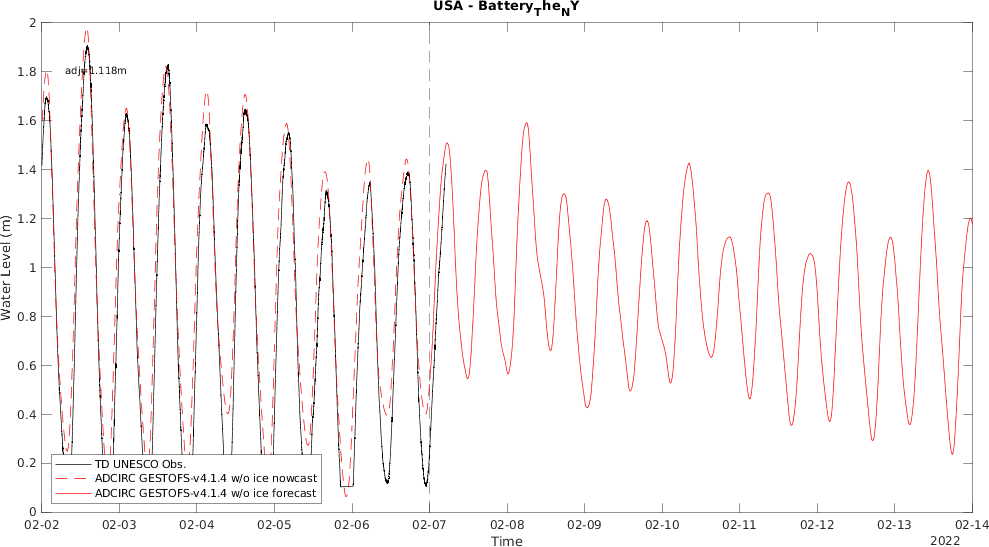 USA - BatteryTheNY
2
1.8
1.6
1.4
1.2
1
0.8
0.6
0.4
0.2
0
Water Level (m)
adj=1.118m
TD UNESCO Obs.
ADCIRC GESTOFS-v4.1.4 w/o ice nowcast
ADCIRC GESTOFS-v4.1.4 w/o ice forecast
02-02 02-03 02-04 02-05 02-06 02-07 02-08 02-09 02-10 02-11 02-12 02-13 02-14
Time
2022